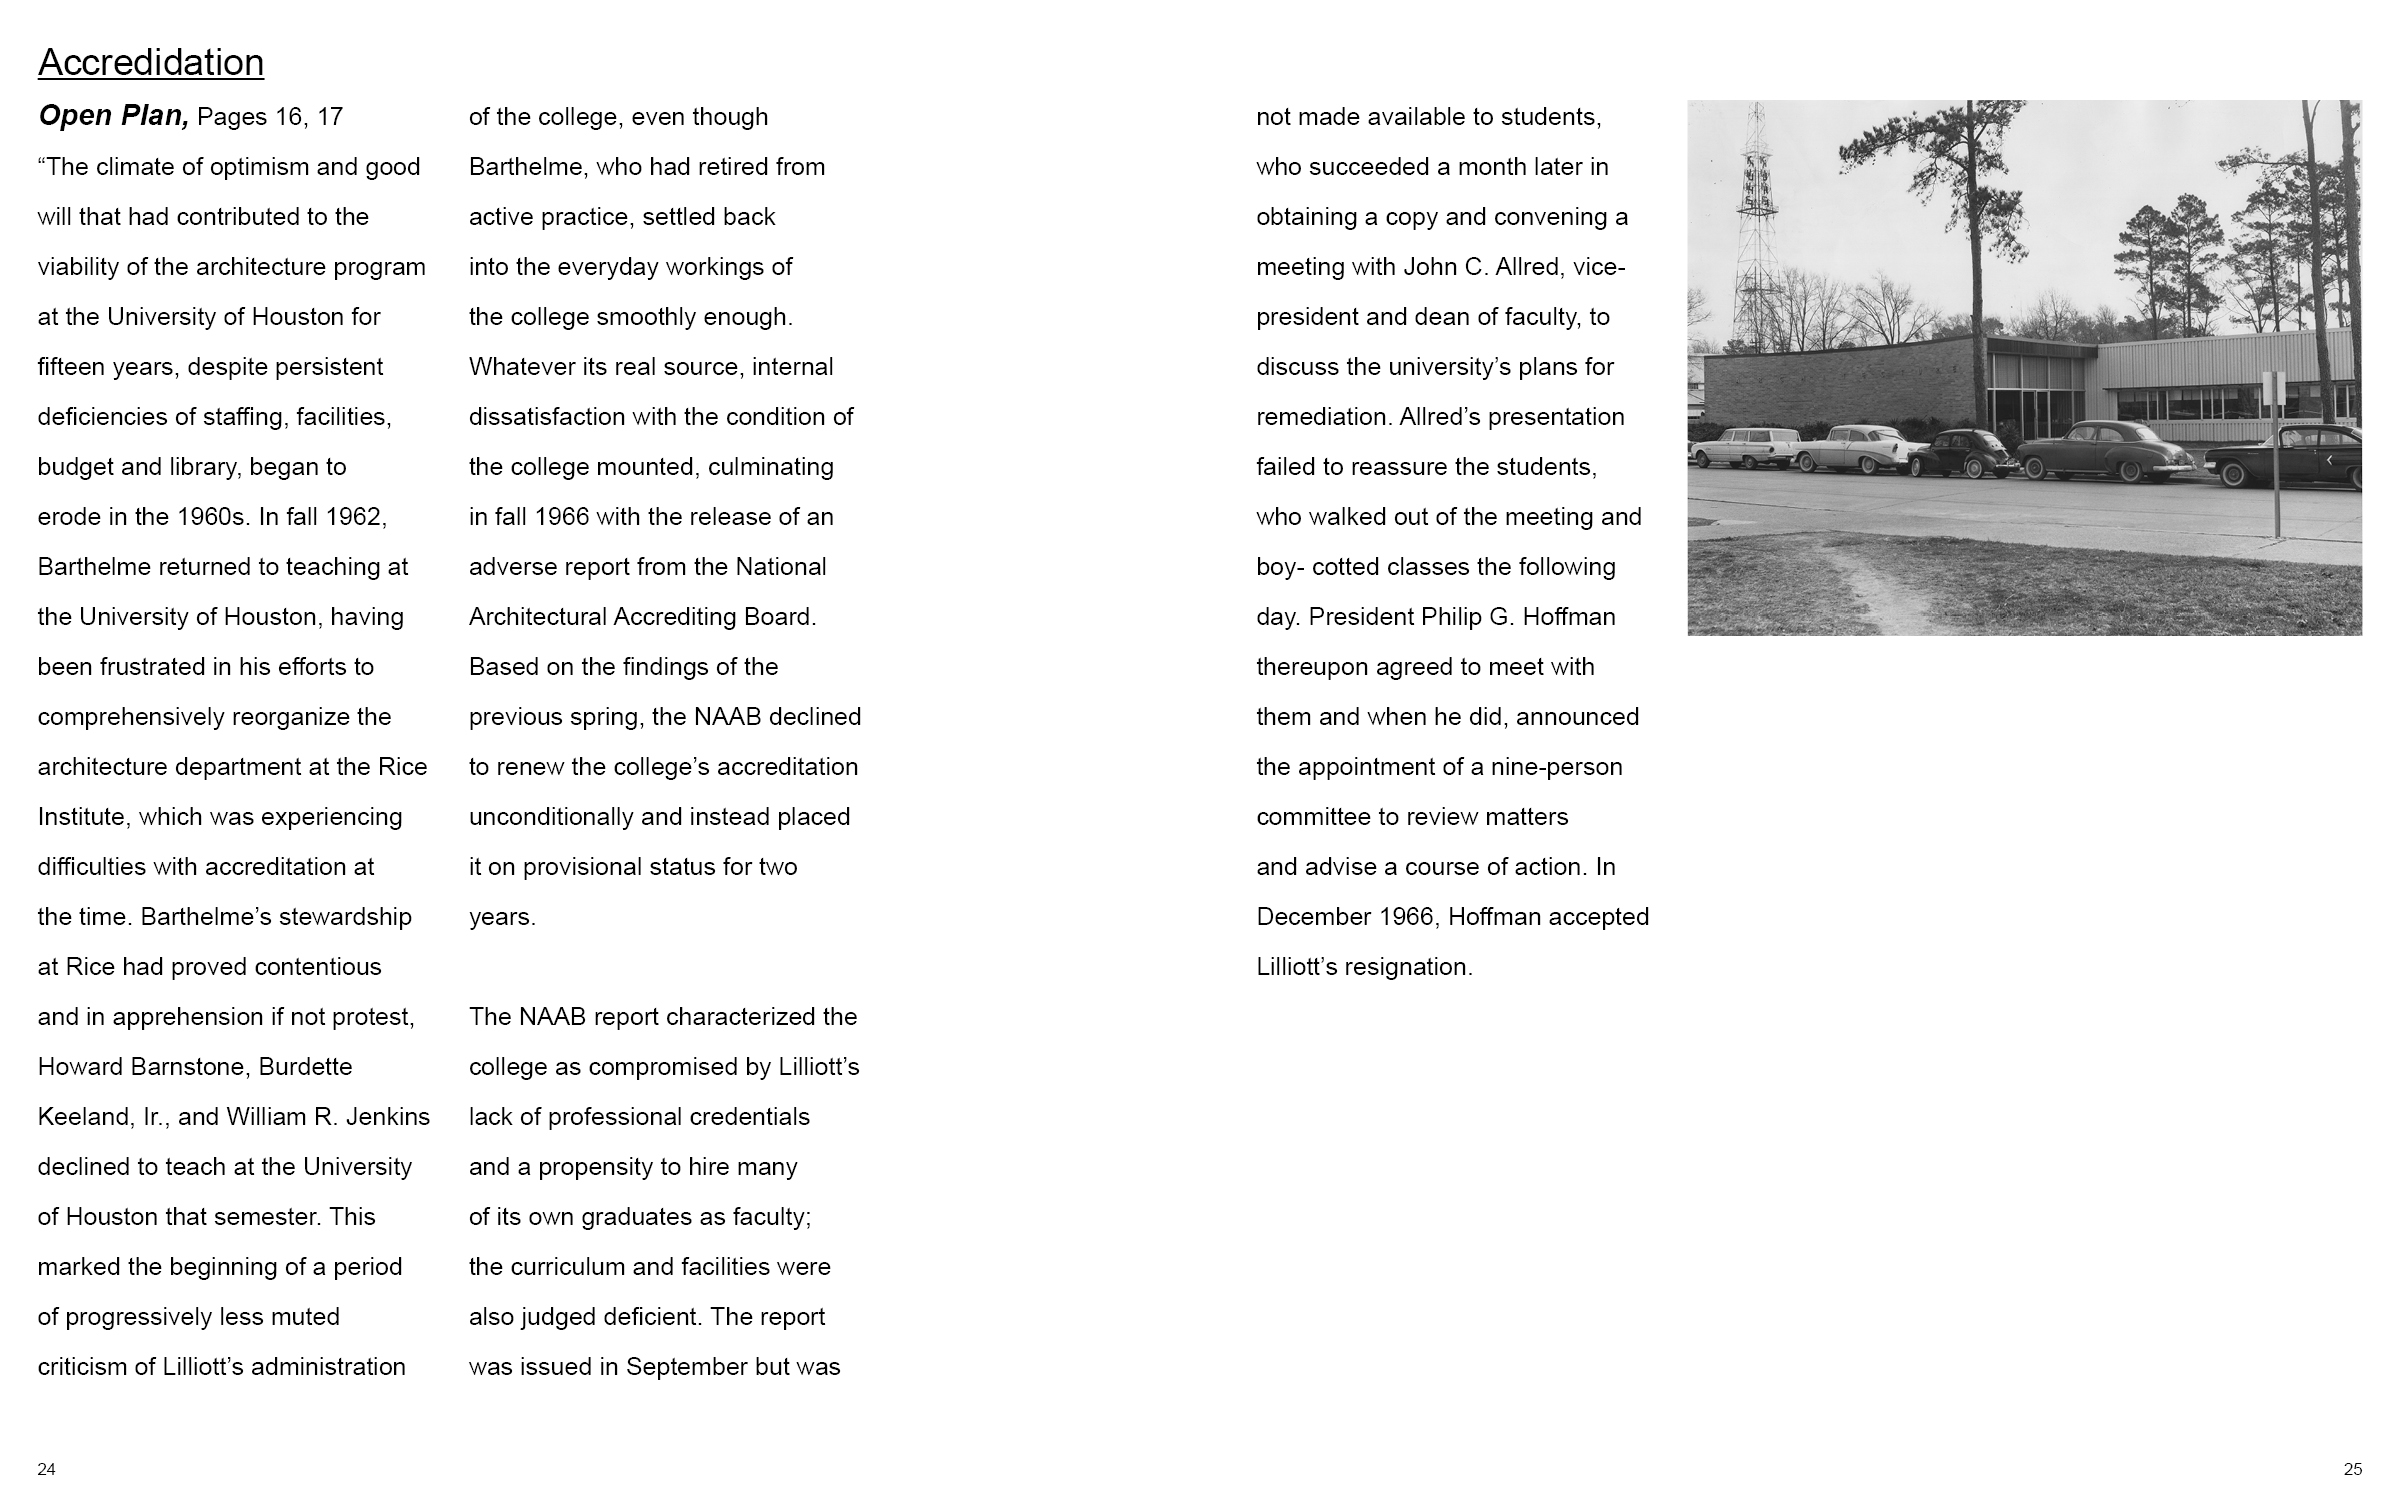 Accredidation
Open Plan, Pages 16, 17
“The climate of optimism and good
will that had contributed to the
viability of the architecture program
at the University of Houston for
fifteen years, despite persistent
deficiencies of staffing, facilities,
budget and library, began to
erode in the 1960s. In fall 1962,
Barthelme returned to teaching at
the University of Houston, having
been frustrated in his efforts to
comprehensively reorganize the
architecture department at the Rice
Institute, which was experiencing
difficulties with accreditation at
the time. Barthelme’s stewardship
at Rice had proved contentious
and in apprehension if not protest,
Howard Barnstone, Burdette
Keeland, Ir., and William R. Jenkins
declined to teach at the University
of Houston that semester. This
marked the beginning of a period
of progressively less muted
criticism of Lilliott’s administration
of the college, even though
Barthelme, who had retired from
active practice, settled back
into the everyday workings of
the college smoothly enough.
Whatever its real source, internal
dissatisfaction with the condition of
the college mounted, culminating
in fall 1966 with the release of an
adverse report from the National
Architectural Accrediting Board.
Based on the findings of the
previous spring, the NAAB declined
to renew the college’s accreditation
unconditionally and instead placed
it on provisional status for two
years.
The NAAB report characterized the
college as compromised by Lilliott’s
lack of professional credentials
and a propensity to hire many
of its own graduates as faculty;
the curriculum and facilities were
also judged deficient. The report
was issued in September but was
not made available to students,
who succeeded a month later in
obtaining a copy and convening a
meeting with John C. Allred, vice-
president and dean of faculty, to
discuss the university’s plans for
remediation. Allred’s presentation
failed to reassure the students,
who walked out of the meeting and
boy- cotted classes the following
day. President Philip G. Hoffman
thereupon agreed to meet with
them and when he did, announced
the appointment of a nine-person
committee to review matters
and advise a course of action. In
December 1966, Hoffman accepted
Lilliott’s resignation.
24
25